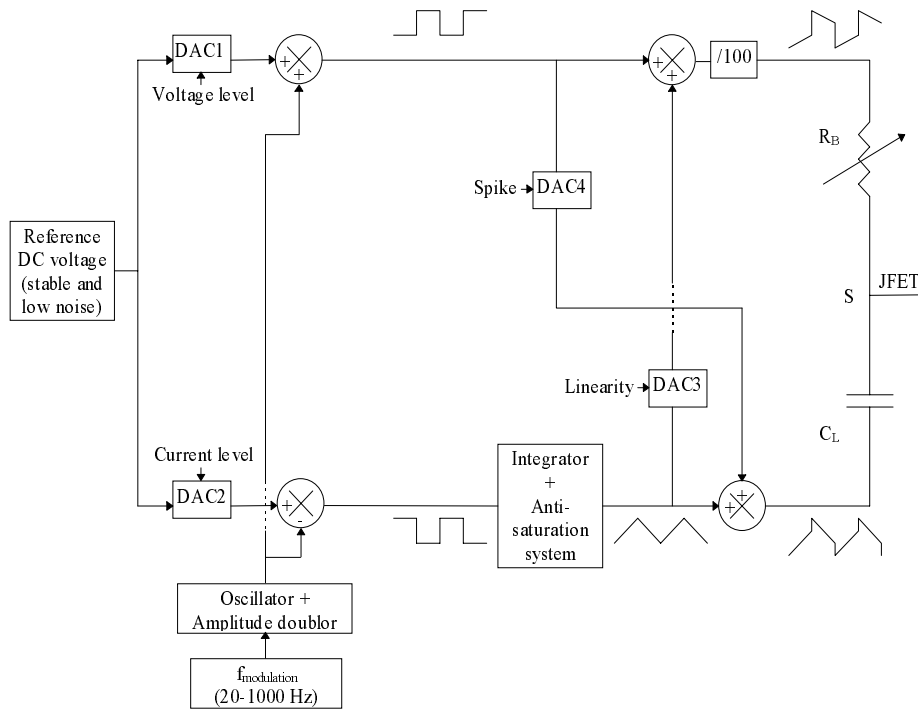 DAC1
+
+
Voltage level
+
+
/100
R_B
Spike
DAC4
Reference
DC voltage
(stable and
low noise)
S
JFET
Linearity
DAC3
C_L
Current level
DAC2
+
-
Integrator
+
Anti-
saturation
system
+
+
Oscillator +
Amplitude doublor
f_modulation
(20-1000 Hz)